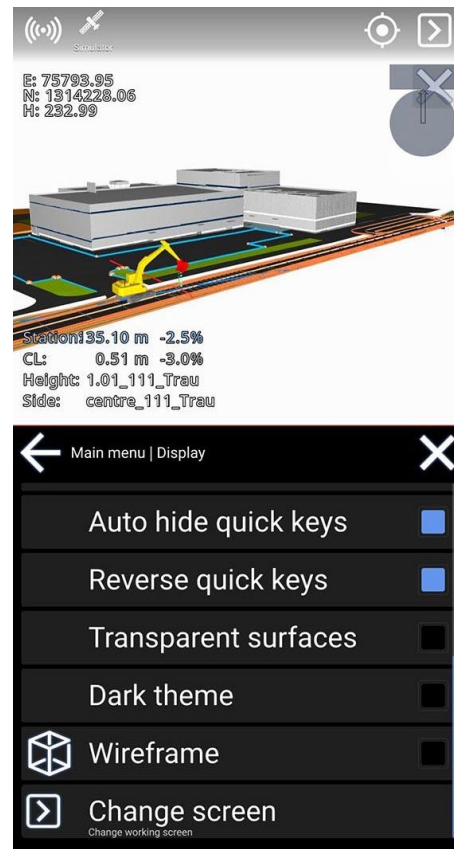 Simulator
E: 75793.95
N: 1314228.06
H: 232.99
Station: 35.10 m -2.5%
CL: 0.51 m -3.0%
Height: 1.01_111_Trau
Side: centre_111_Trau
Main menu | Display
Auto hide quick keys
Reverse quick keys
Transparent surfaces
Dark theme
Wireframe
Change screen
Change working screen